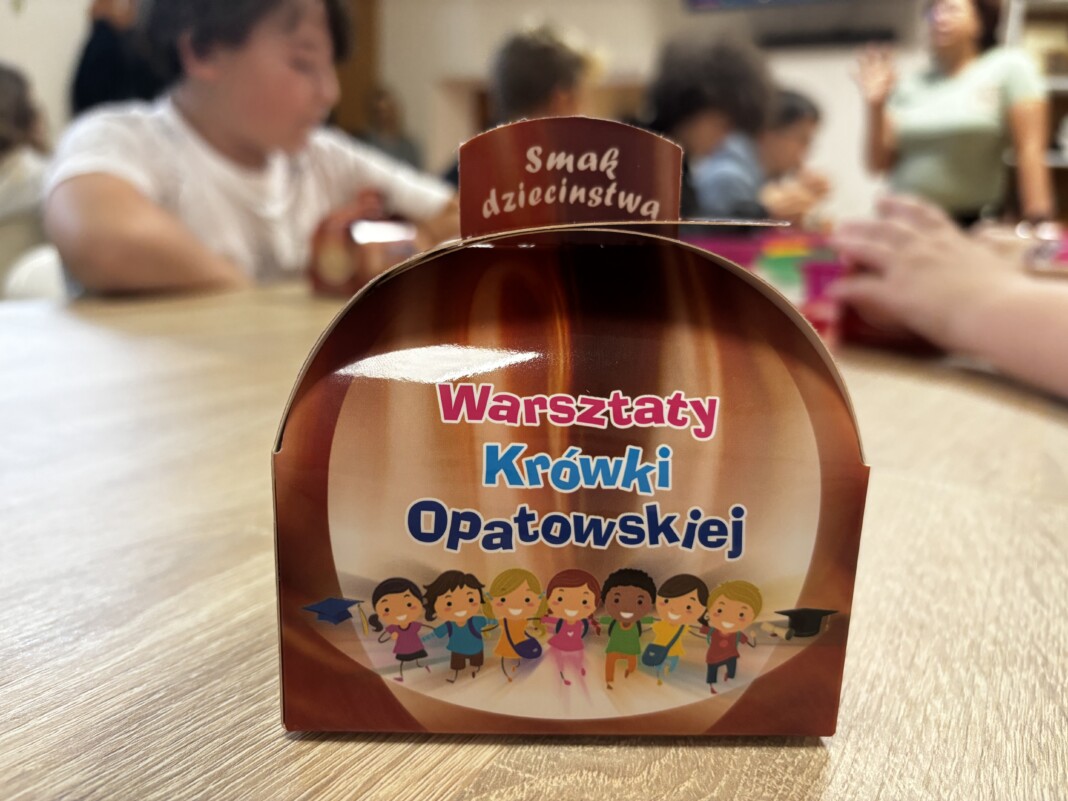 Smak
dzieciństwa
Warsztaty
Krówki
Opatowskiej